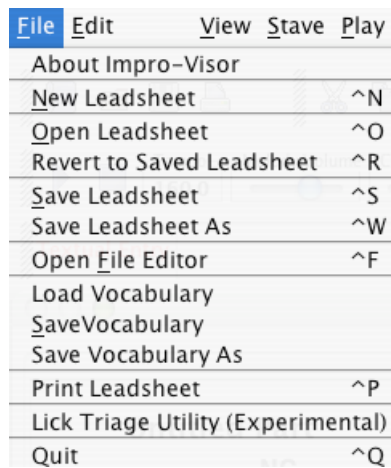 File Edit View Stave Play
About Impro-Visor
New Leadsheet ^N
Open Leadsheet ^O
Revert to Saved Leadsheet ^R
Save Leadsheet ^S
Save Leadsheet As ^W
Open File Editor ^F
Load Vocabulary
SaveVocabulary
Save Vocabulary As
Print Leadsheet ^P
Lick Triage Utility (Experimental)
Quit ^Q